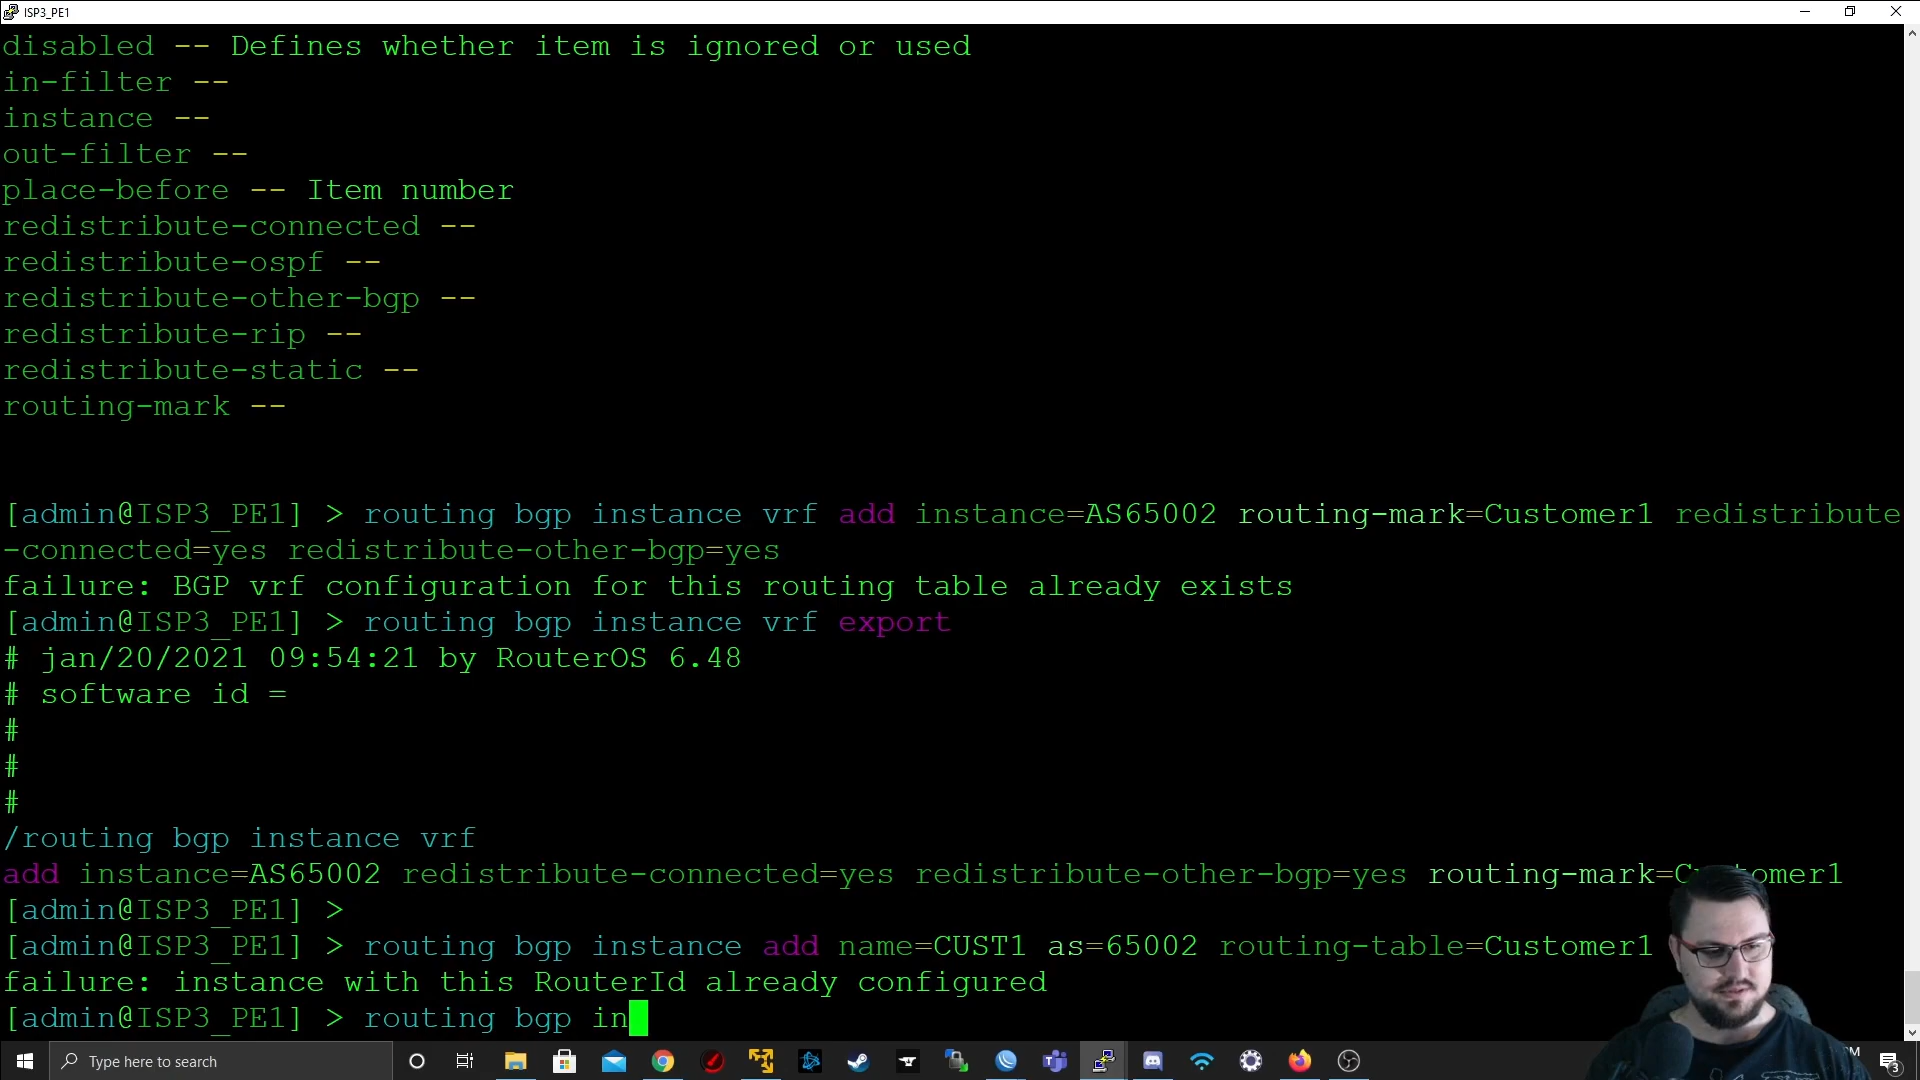 ISP3_PE1
disabled -- Defines whether item is ignored or used
in-filter --
instance --
out-filter --
place-before -- Item number
redistribute-connected --
redistribute-ospf --
redistribute-other-bgp --
redistribute-rip --
redistribute-static --
routing-mark --
[admin@ISP3_PE1] > routing bgp instance vrf add instance=AS65002 routing-mark=Customer1 redistribute
-connected=yes redistribute-other-bgp=yes
failure: BGP vrf configuration for this routing table already exists
[admin@ISP3_PE1] > routing bgp instance vrf export
# jan/20/2021 09:54:21 by RouterOS 6.48
# software id =
#
#
#
/routing bgp instance vrf
add instance=AS65002 redistribute-connected=yes redistribute-other-bgp=yes routing-mark=Customer1
[admin@ISP3_PE1] >
[admin@ISP3_PE1] > routing bgp instance add name=CUST1 as=65002 routing-table=Customer1
failure: instance with this RouterId already configured
[admin@ISP3_PE1] > routing bgp in
Type here to search
3